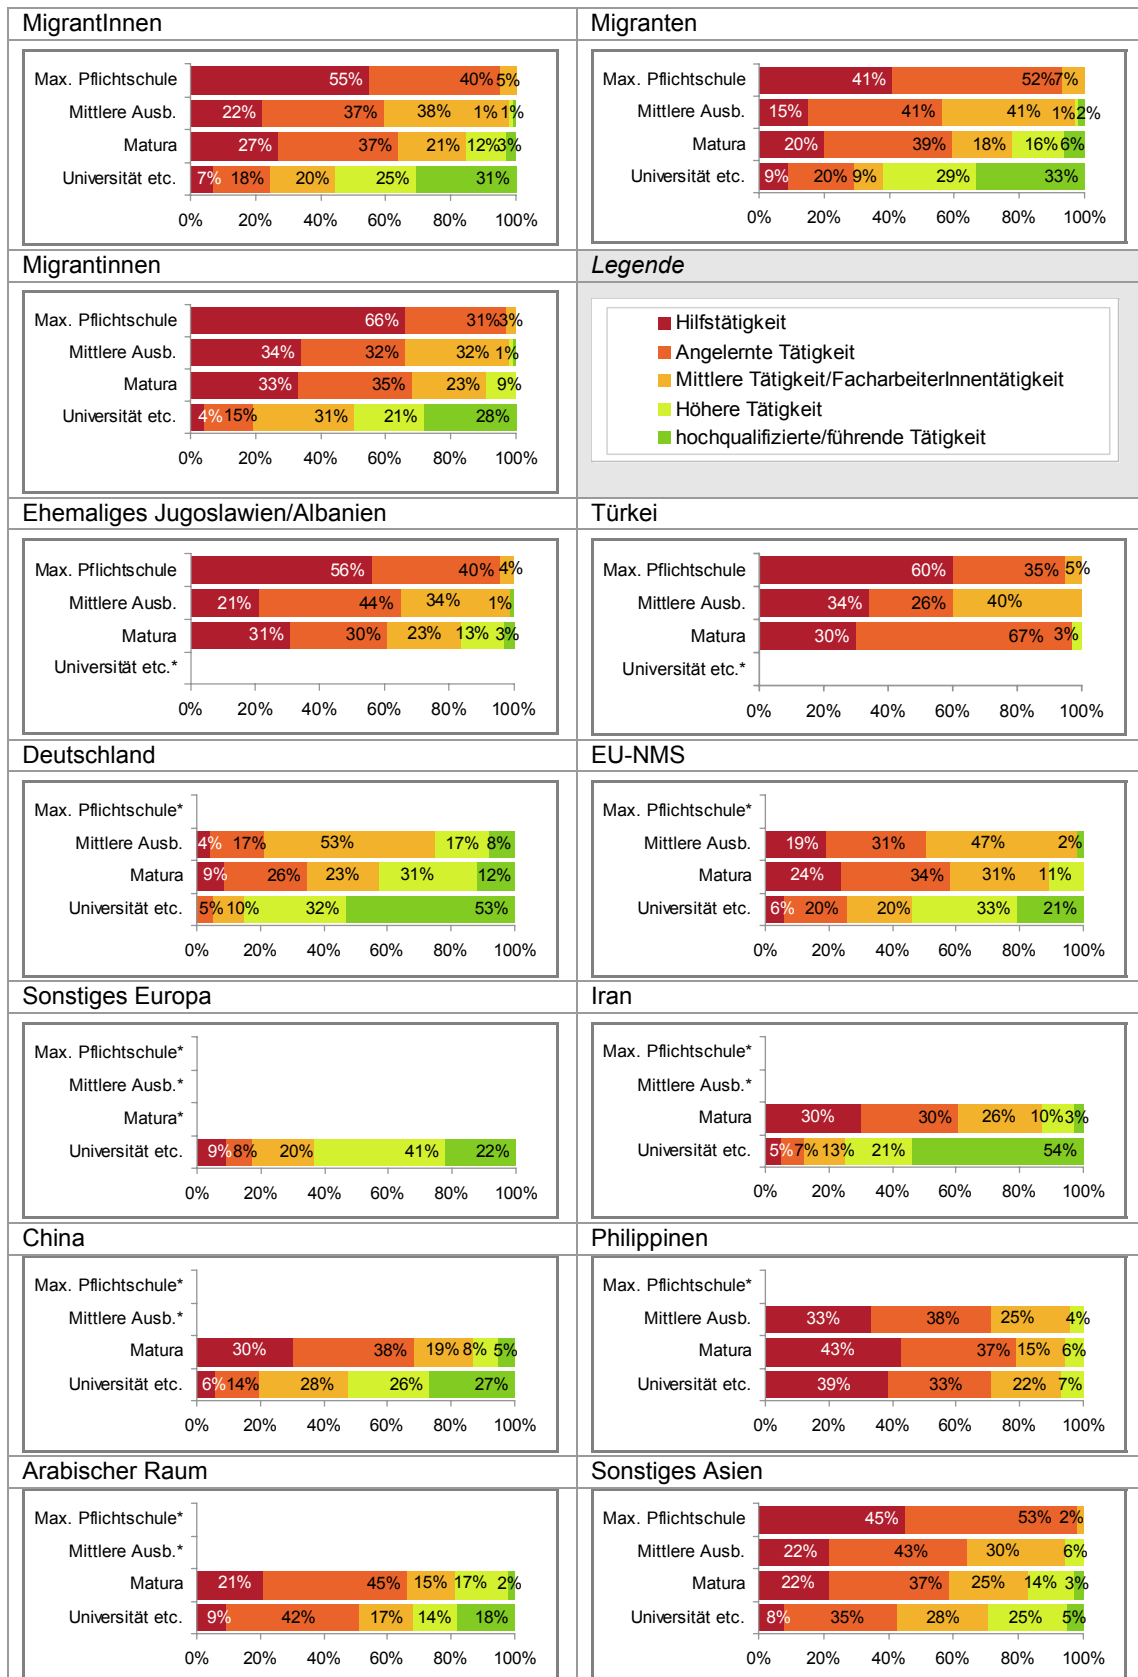 MigrantInnen
Max. Pflichtschule 55% 40% 5%
Mittlere Ausb. 22% 37% 38% 1% 1%
Matura 27% 37% 21% 12% 3%
Universität etc. 7% 18% 20% 25% 31%
0% 20% 40% 60% 80% 100%
Migranten
Max. Pflichtschule 41% 52% 7%
Mittlere Ausb. 15% 41% 41% 1% 2%
Matura 20% 39% 18% 16% 6%
Universität etc. 9% 20% 9% 29% 33%
0% 20% 40% 60% 80% 100%
Migrantinnen
Max. Pflichtschule 66% 31% 3%
Mittlere Ausb. 34% 32% 32% 1%
Matura 33% 35% 23% 9%
Universität etc. 4% 15% 31% 21% 28%
0% 20% 40% 60% 80% 100%
Legende
Hilfstätigkeit
Angelernte Tätigkeit
Mittlere Tätigkeit/FacharbeiterInnentätigkeit
Höhere Tätigkeit
hochqualifizierte/führende Tätigkeit
Ehemaliges Jugoslawien/Albanien
Max. Pflichtschule 56% 40% 4%
Mittlere Ausb. 21% 44% 34% 1%
Matura 31% 30% 23% 13% 3%
Universität etc.*
0% 20% 40% 60% 80% 100%
Türkei
Max. Pflichtschule 60% 35% 5%
Mittlere Ausb. 34% 26% 40%
Matura 30% 67% 3%
Universität etc.*
0% 20% 40% 60% 80% 100%
Deutschland
Max. Pflichtschule*
Mittlere Ausb. 4% 17% 53% 17% 8%
Matura 9% 26% 23% 31% 12%
Universität etc. 5% 10% 32% 53%
0% 20% 40% 60% 80% 100%
EU-NMS
Max. Pflichtschule*
Mittlere Ausb. 19% 31% 47% 2%
Matura 24% 34% 31% 11%
Universität etc. 6% 20% 20% 33% 21%
0% 20% 40% 60% 80% 100%
Sonstiges Europa
Max. Pflichtschule*
Mittlere Ausb.*
Matura*
Universität etc. 9% 8% 20% 41% 22%
0% 20% 40% 60% 80% 100%
Iran
Max. Pflichtschule*
Mittlere Ausb.*
Matura 30% 30% 26% 10% 3%
Universität etc. 5% 7% 13% 21% 54%
0% 20% 40% 60% 80% 100%
China
Max. Pflichtschule*
Mittlere Ausb.*
Matura 30% 38% 19% 8% 5%
Universität etc. 6% 14% 28% 26% 27%
0% 20% 40% 60% 80% 100%
Philippinen
Max. Pflichtschule*
Mittlere Ausb. 33% 38% 25% 4%
Matura 43% 37% 15% 6%
Universität etc. 39% 33% 22% 7%
0% 20% 40% 60% 80% 100%
Arabischer Raum
Max. Pflichtschule*
Mittlere Ausb.*
Matura 21% 45% 15% 17% 2%
Universität etc. 9% 42% 17% 14% 18%
0% 20% 40% 60% 80% 100%
Sonstiges Asien
Max. Pflichtschule 45% 53% 2%
Mittlere Ausb. 22% 43% 30% 6%
Matura 22% 37% 25% 14% 3%
Universität etc. 8% 35% 28% 25% 5%
0% 20% 40% 60% 80% 100%